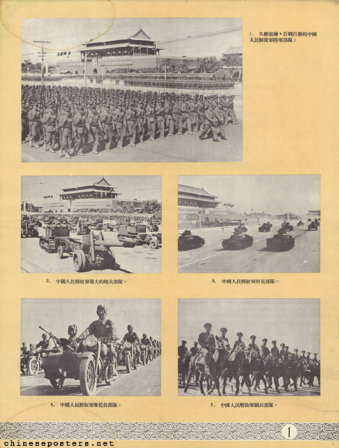 1. 久經鍛鍊,百戰百勝的中國
人民解放軍陸軍部隊。
2. 中國人民解放軍強大的炮兵部隊。
3. 中國人民解放軍坦克部隊。
4. 中國人民解放軍摩托兵部隊。
5. 中國人民解放軍騎兵部隊。
1
chineseposters.net